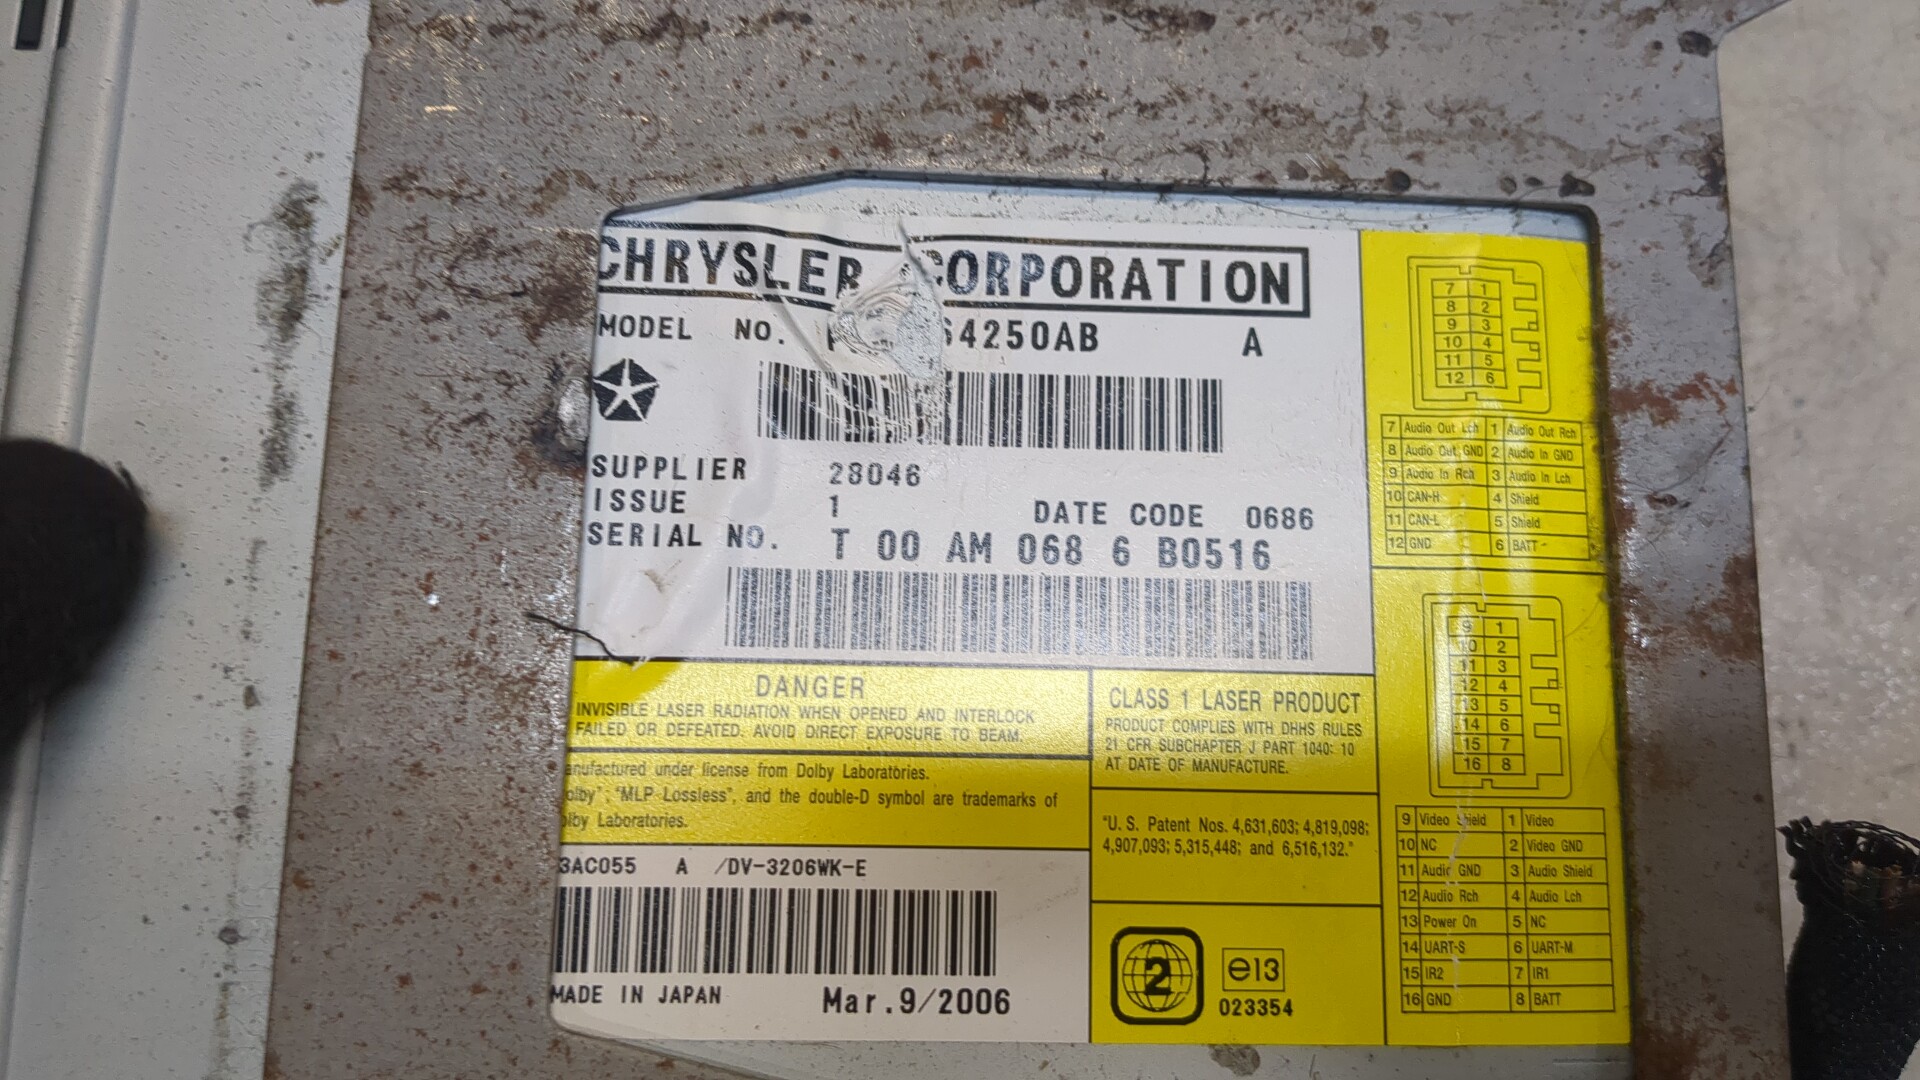 CHRYSLER CORPORATION
MODEL NO. 64250AB A
SUPPLIER 28046
ISSUE 1 DATE CODE 0686
SERIAL NO. T 00 AM 068 6 B0516
DANGER
INVISIBLE LASER RADIATION WHEN OPENED AND INTERLOCK
FAILED OR DEFEATED. AVOID DIRECT EXPOSURE TO BEAM.
anufactured under license from Dolby Laboratories.
olby", "MLP Lossless", and the double-D symbol are trademarks of
olby Laboratories.
3AC055 A /DV-3206WK-E
MADE IN JAPAN Mar.9/2006
CLASS 1 LASER PRODUCT
PRODUCT COMPLIES WITH DHHS RULES
21 CFR SUBCHAPTER J PART 1040: 10
AT DATE OF MANUFACTURE.
"U. S. Patent Nos. 4,631,603; 4,819,098;
4,907,093; 5,315,448; and 6,516,132."
2 e13
023354
7 1
8 2
9 3
10 4
11 5
12 6
7 Audio Out Lch 1 Audio Out Rch
8 Audio Out GND 2 Audio In GND
9 Audio In Rch 3 Audio In Lch
10 CAN-H 4 Shield
11 CAN-L 5 Shield
12 GND 6 BATT -
9 1
10 2
11 3
12 4
13 5
14 6
15 7
16 8
9 Video Shield 1 Video
10 NC 2 Video GND
11 Audio GND 3 Audio Shield
12 Audio Rch 4 Audio Lch
13 Power On 5 NC
14 UART-S 6 UART-M
15 IR2 7 IR1
16 GND 8 BATT